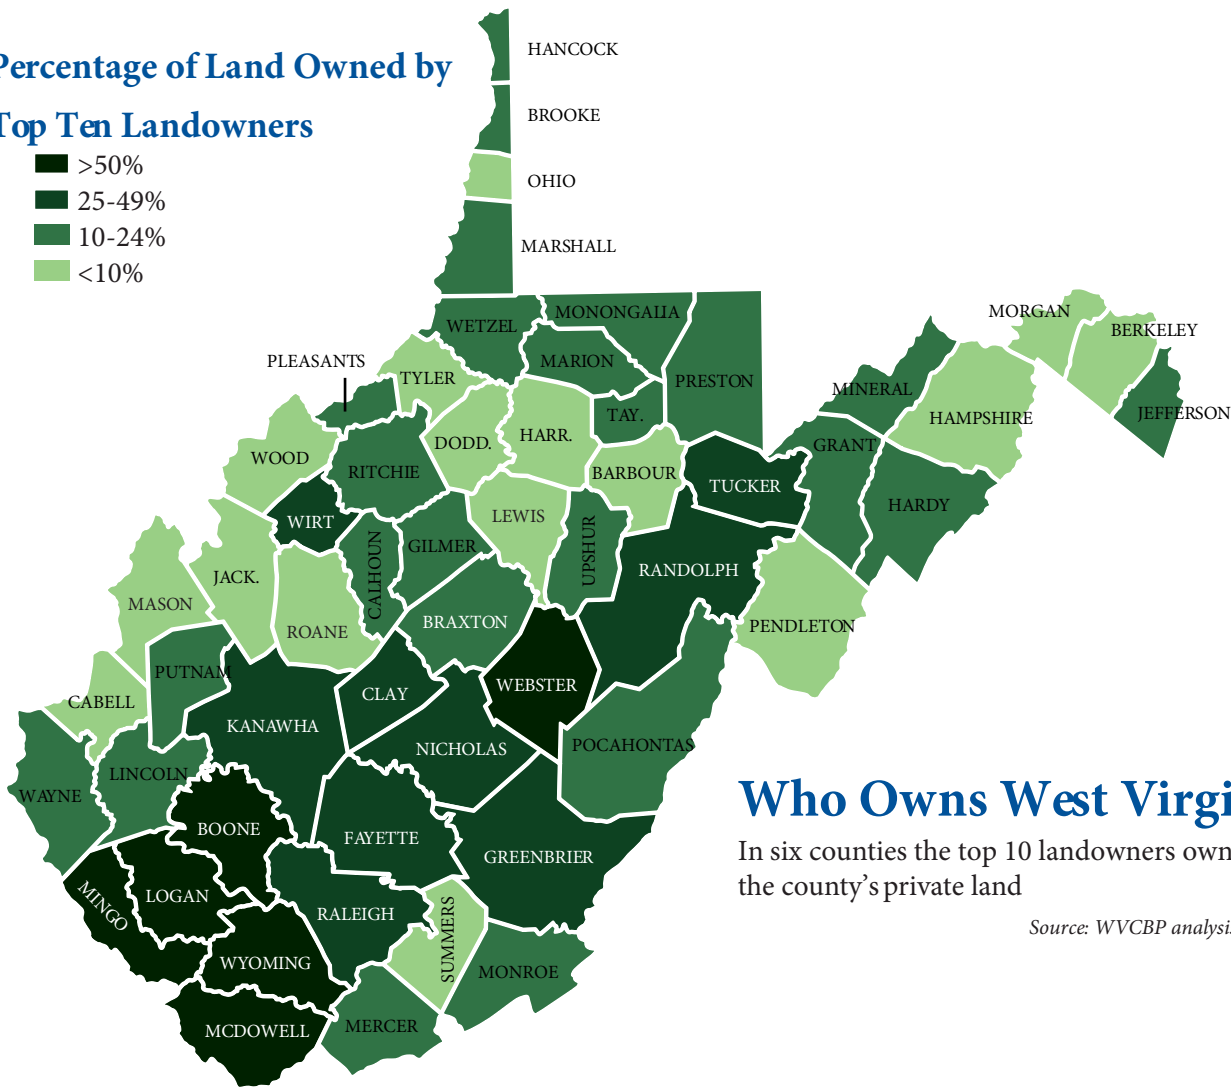 Percentage of Land Owned by
Top Ten Landowners
>50%
25-49%
10-24%
<10%
HANCOCK
BROOKE
OHIO
MARSHALL
WETZEL
MONONGALIA
MORGAN
BERKELEY
PLEASANTS
TYLER
MARION
PRESTON
MINERAL
HAMPSHIRE
JEFFERSON
TAY.
WOOD
RITCHIE
DODD.
HARR.
BARBOUR
GRANT
TUCKER
HARDY
WIRT
LEWIS
CALHOUN
GILMER
UPSHUR
RANDOLPH
JACK.
MASON
ROANE
BRAXTON
PENDLETON
PUTNAM
CABELL
CLAY
WEBSTER
KANAWHA
NICHOLAS
POCAHONTAS
LINCOLN
WAYNE
BOONE
FAYETTE
GREENBRIER
MINGO
LOGAN
RALEIGH
SUMMERS
WYOMING
MONROE
MCDOWELL
MERCER
Who Owns West Virgi
In six counties the top 10 landowners own
the county's private land
Source: WVCBP analysis